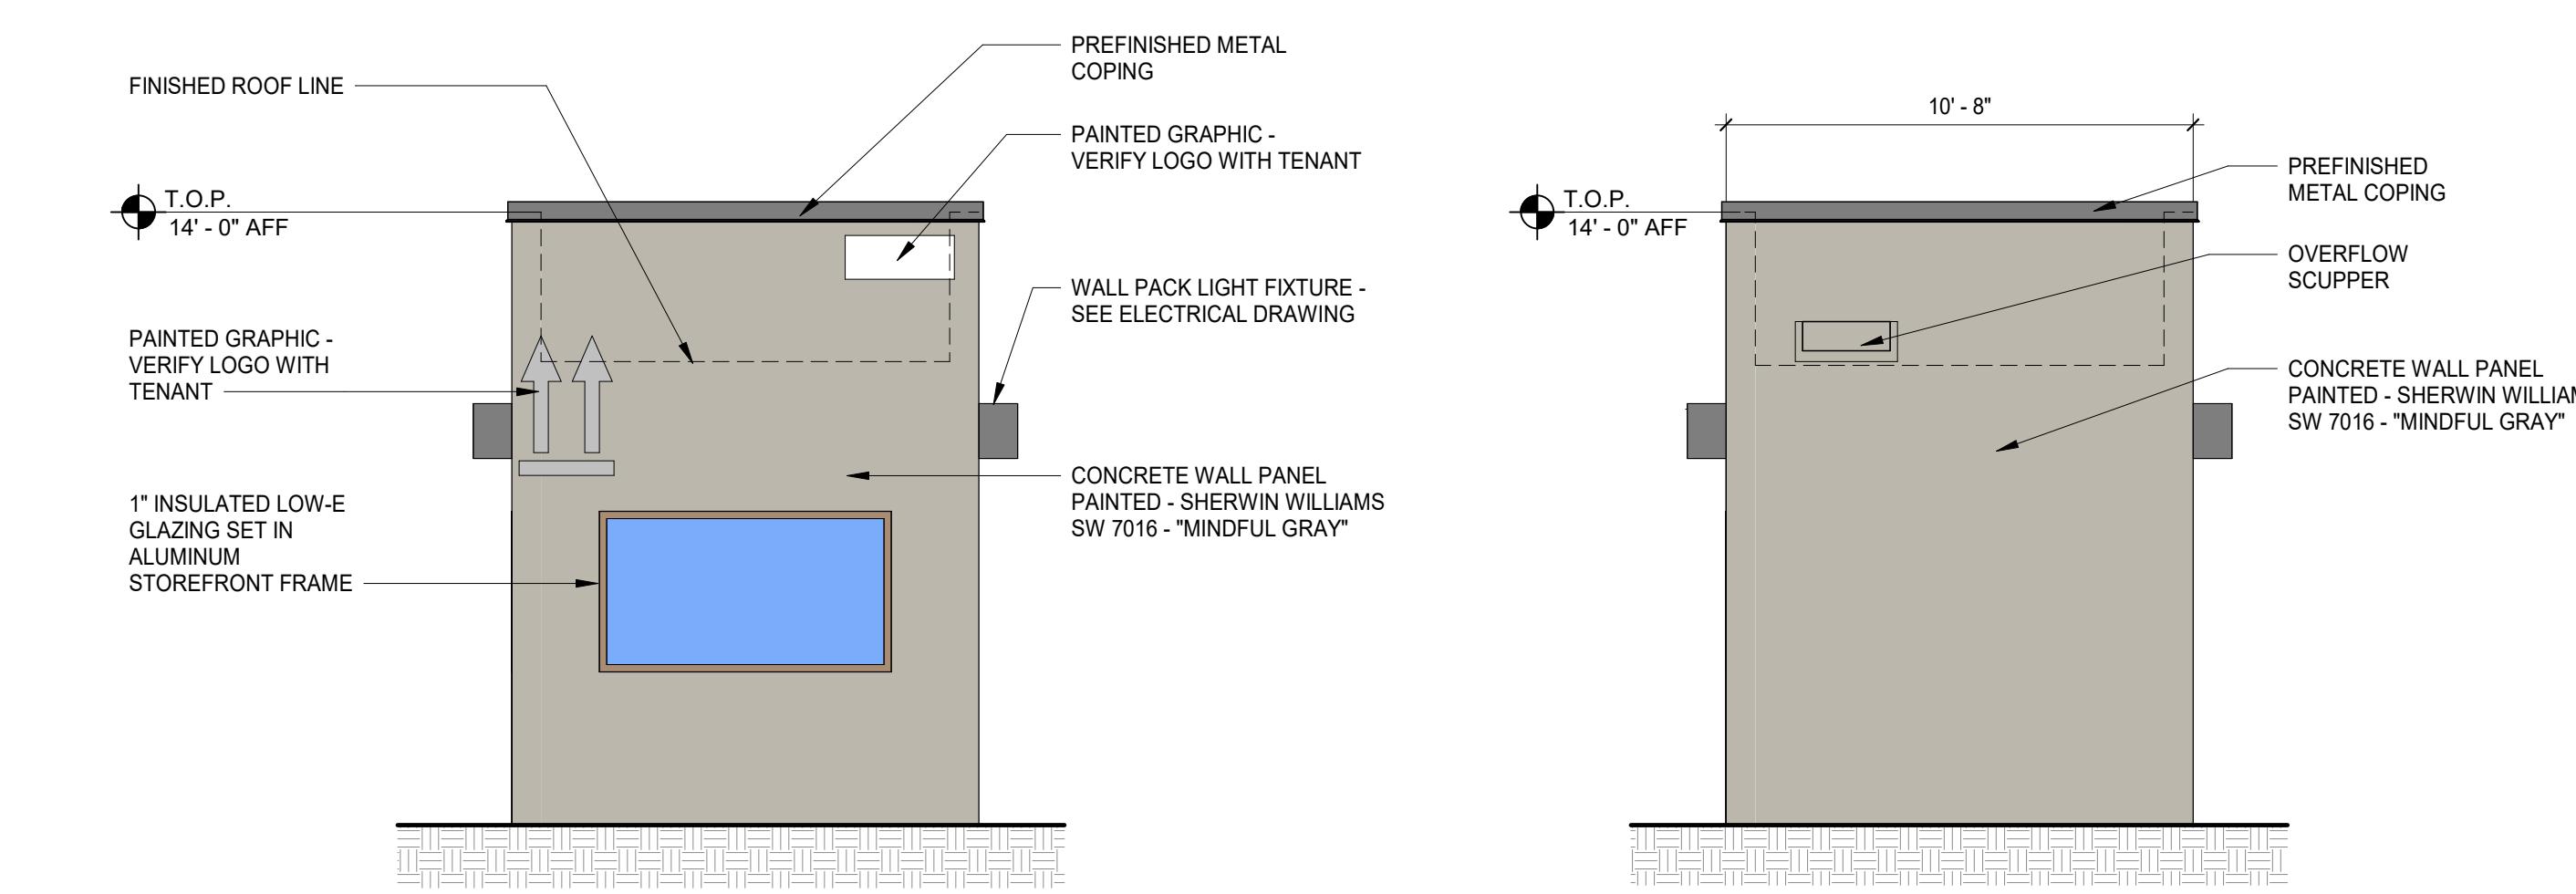 FINISHED ROOF LINE
PREFINISHED METAL
COPING
PAINTED GRAPHIC -
VERIFY LOGO WITH TENANT
T.O.P.
14' - 0" AFF
WALL PACK LIGHT FIXTURE -
SEE ELECTRICAL DRAWING
PAINTED GRAPHIC -
VERIFY LOGO WITH
TENANT
CONCRETE WALL PANEL
PAINTED - SHERWIN WILLIAMS
SW 7016 - "MINDFUL GRAY"
1" INSULATED LOW-E
GLAZING SET IN
ALUMINUM
STOREFRONT FRAME
10' - 8"
PREFINISHED
METAL COPING
T.O.P.
14' - 0" AFF
OVERFLOW
SCUPPER
CONCRETE WALL PANEL
PAINTED - SHERWIN
SW 7016 - "MINDFUL GRAY"